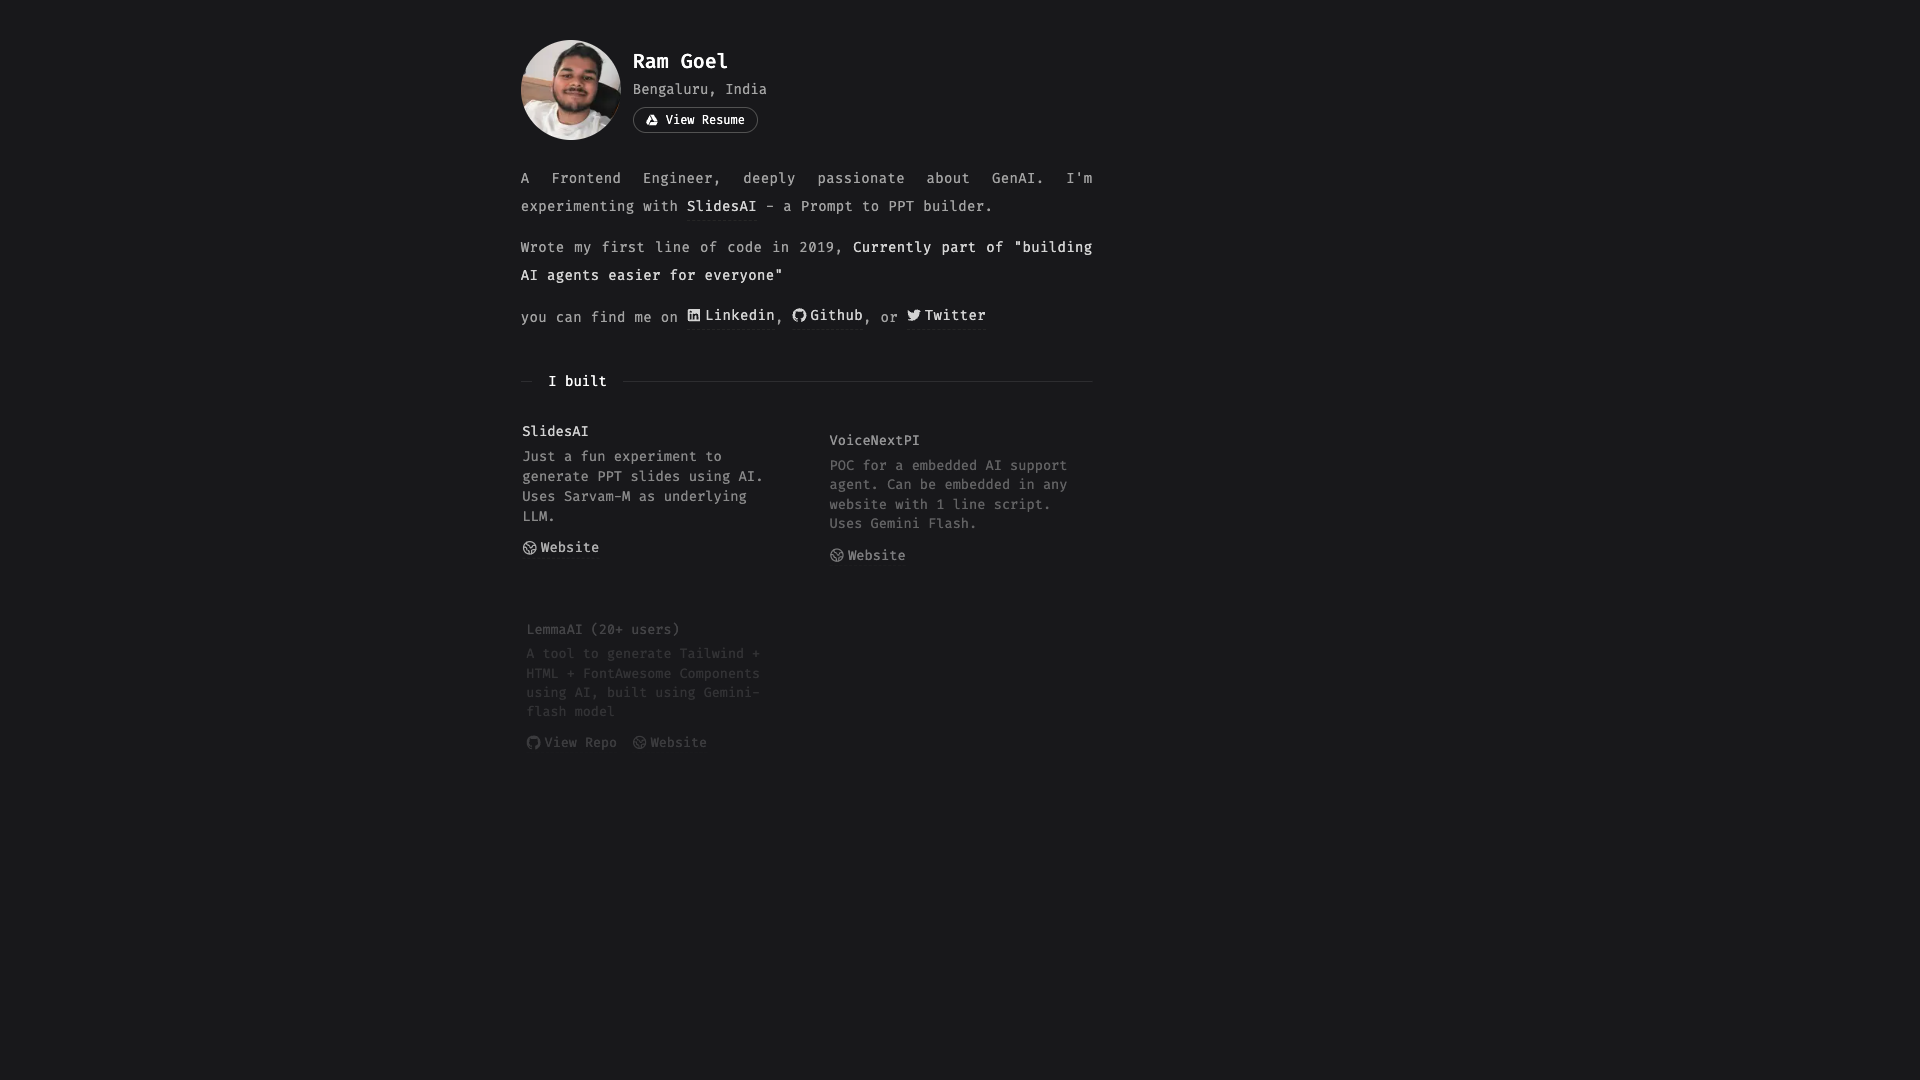 Ram Goel
Bengaluru, India
View Resume
A Frontend Engineer, deeply passionate about GenAI. I'm
experimenting with SlidesAI - a Prompt to PPT builder.
Wrote my first line of code in 2019, Currently part of "building
AI agents easier for everyone"
you can find me on Linkedin, Github, or Twitter
I built
SlidesAI
Just a fun experiment to
generate PPT slides using AI.
Uses Sarvam-M as underlying
LLM.
Website
VoiceNextPI
POC for a embedded AI support
agent. Can be embedded in any
website with 1 line script.
Uses Gemini Flash.
Website
LemmaAI (20+ users)
A tool to generate Tailwind +
HTML + FontAwesome Components
using AI, built using Gemini-
flash model
View Repo Website